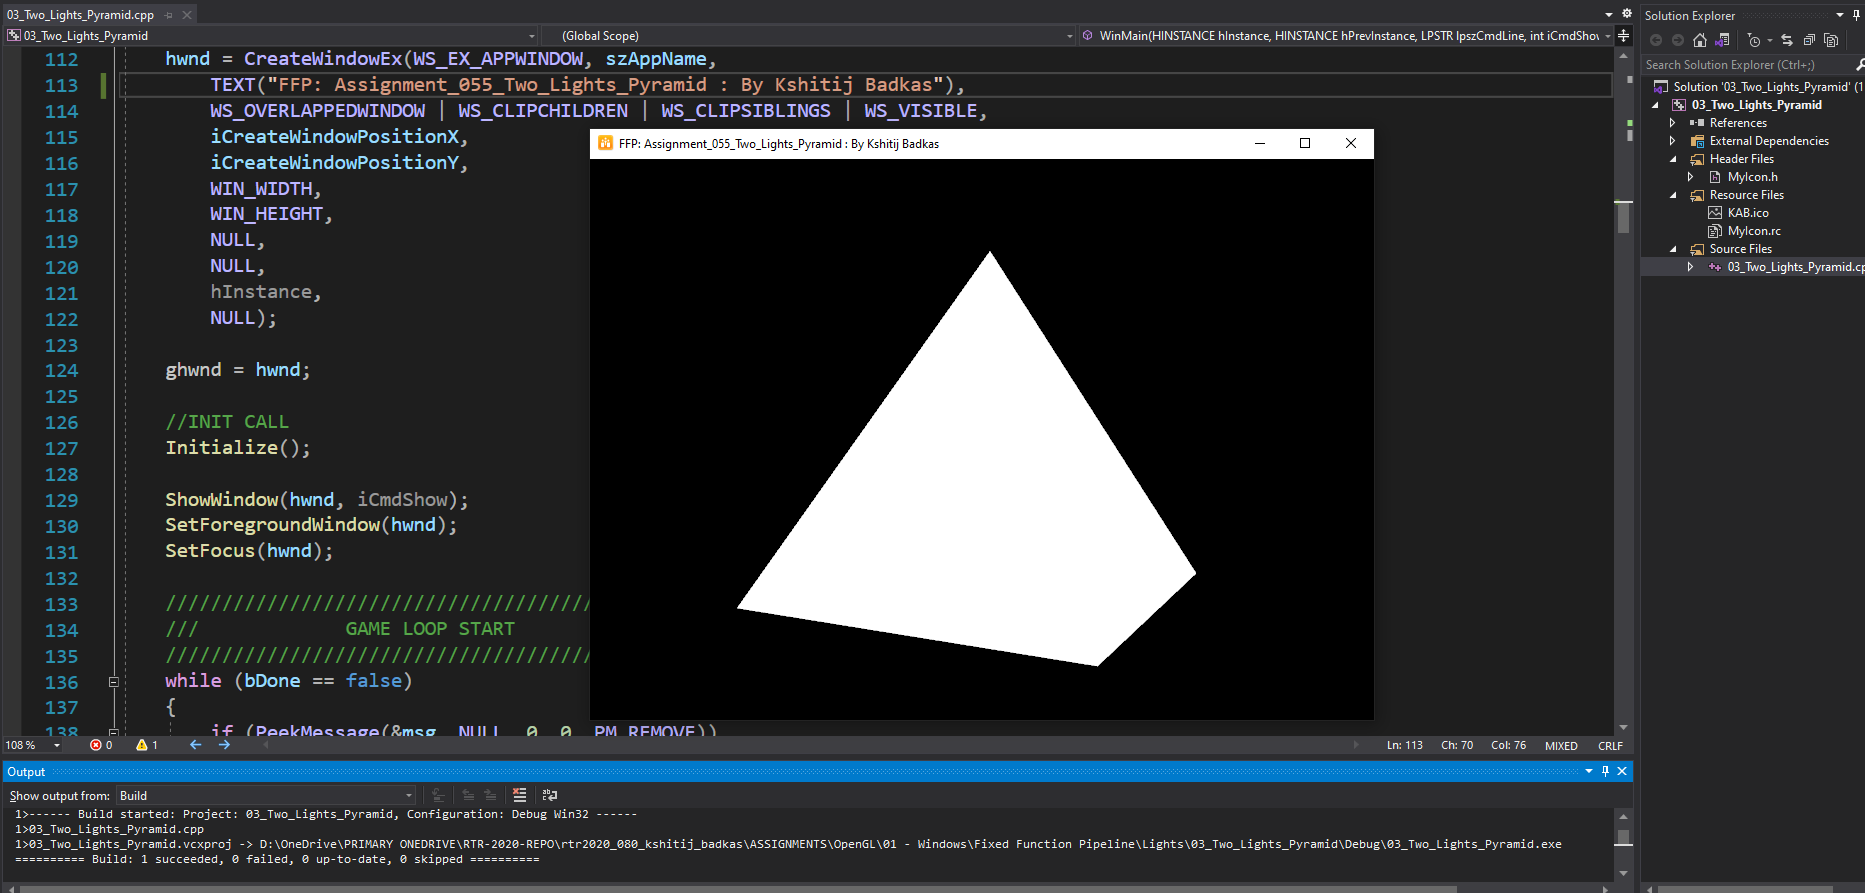 03_Two_Lights_Pyramid.cpp
03_Two_Lights_Pyramid
(Global Scope)
WinMain(HINSTANCE hInstance, HINSTANCE hPrevInstance, LPSTR lpszCmdLine, int iCmdShow
112 hwnd = CreateWindowEx(WS_EX_APPWINDOW, szAppName,
113 TEXT("FFP: Assignment_055_Two_Lights_Pyramid : By Kshitij Badkas"),
114 WS_OVERLAPPEDWINDOW | WS_CLIPCHILDREN | WS_CLIPSIBLINGS | WS_VISIBLE,
115 iCreateWindowPositionX,
116 iCreateWindowPositionY,
117 WIN_WIDTH,
118 WIN_HEIGHT,
119 NULL,
120 NULL,
121 hInstance,
122 NULL);
123
124 ghwnd = hwnd;
125
126 //INIT CALL
127 Initialize();
128
129 ShowWindow(hwnd, iCmdShow);
130 SetForegroundWindow(hwnd);
131 SetFocus(hwnd);
132
133 //////////////////////////////////////
134 /// GAME LOOP START
135 //////////////////////////////////////
136 while (bDone == false)
137 {
138 if (PeekMessage(&msg, NULL, 0, 0, PM_REMOVE))
FFP: Assignment_055_Two_Lights_Pyramid : By Kshitij Badkas
108 %
0
1
Ln: 113 Ch: 70 Col: 76 MIXED CRLF
Output
Show output from: Build
1>------ Build started: Project: 03_Two_Lights_Pyramid, Configuration: Debug Win32 ------
1>03_Two_Lights_Pyramid.cpp
1>03_Two_Lights_Pyramid.vcxproj -> D:\OneDrive\PRIMARY ONEDRIVE\RTR-2020-REPO\rtr2020_080_kshitij_badkas\ASSIGNMENTS\OpenGL\01 - Windows\Fixed Function Pipeline\Lights\03_Two_Lights_Pyramid\Debug\03_Two_Lights_Pyramid.exe
========== Build: 1 succeeded, 0 failed, 0 up-to-date, 0 skipped ==========
Solution Explorer
Search Solution Explorer (Ctrl+;)
Solution '03_Two_Lights_Pyramid' (1
03_Two_Lights_Pyramid
References
External Dependencies
Header Files
MyIcon.h
Resource Files
KAB.ico
MyIcon.rc
Source Files
03_Two_Lights_Pyramid.cp